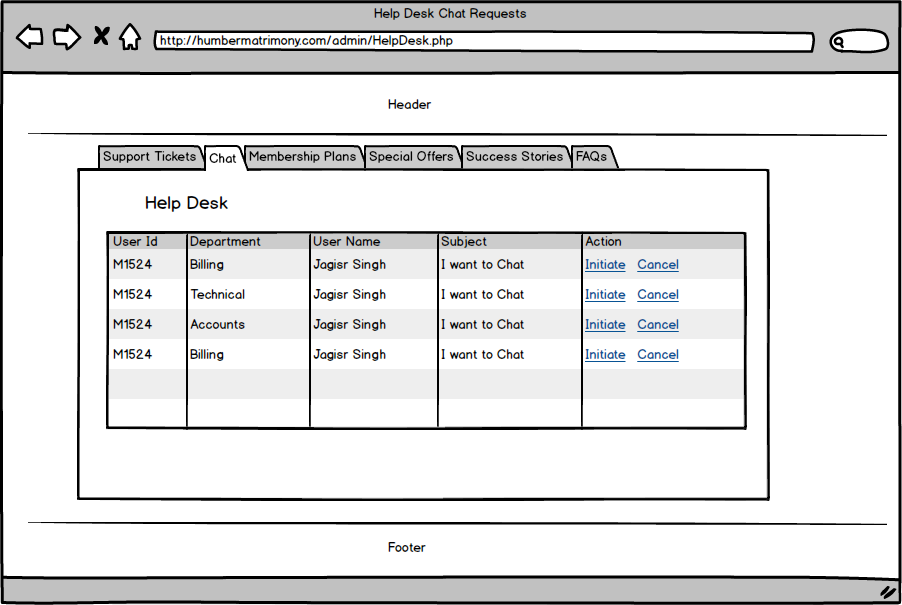 Help Desk Chat Requests
http://humbermatrimony.com/admin/HelpDesk.php
Header
Support Tickets Chat Membership Plans Special Offers Success Stories FAQs
Help Desk
User Id Department User Name Subject Action
M1524 Billing Jagisr Singh I want to Chat Initiate Cancel
M1524 Technical Jagisr Singh I want to Chat Initiate Cancel
M1524 Accounts Jagisr Singh I want to Chat Initiate Cancel
M1524 Billing Jagisr Singh I want to Chat Initiate Cancel
Footer